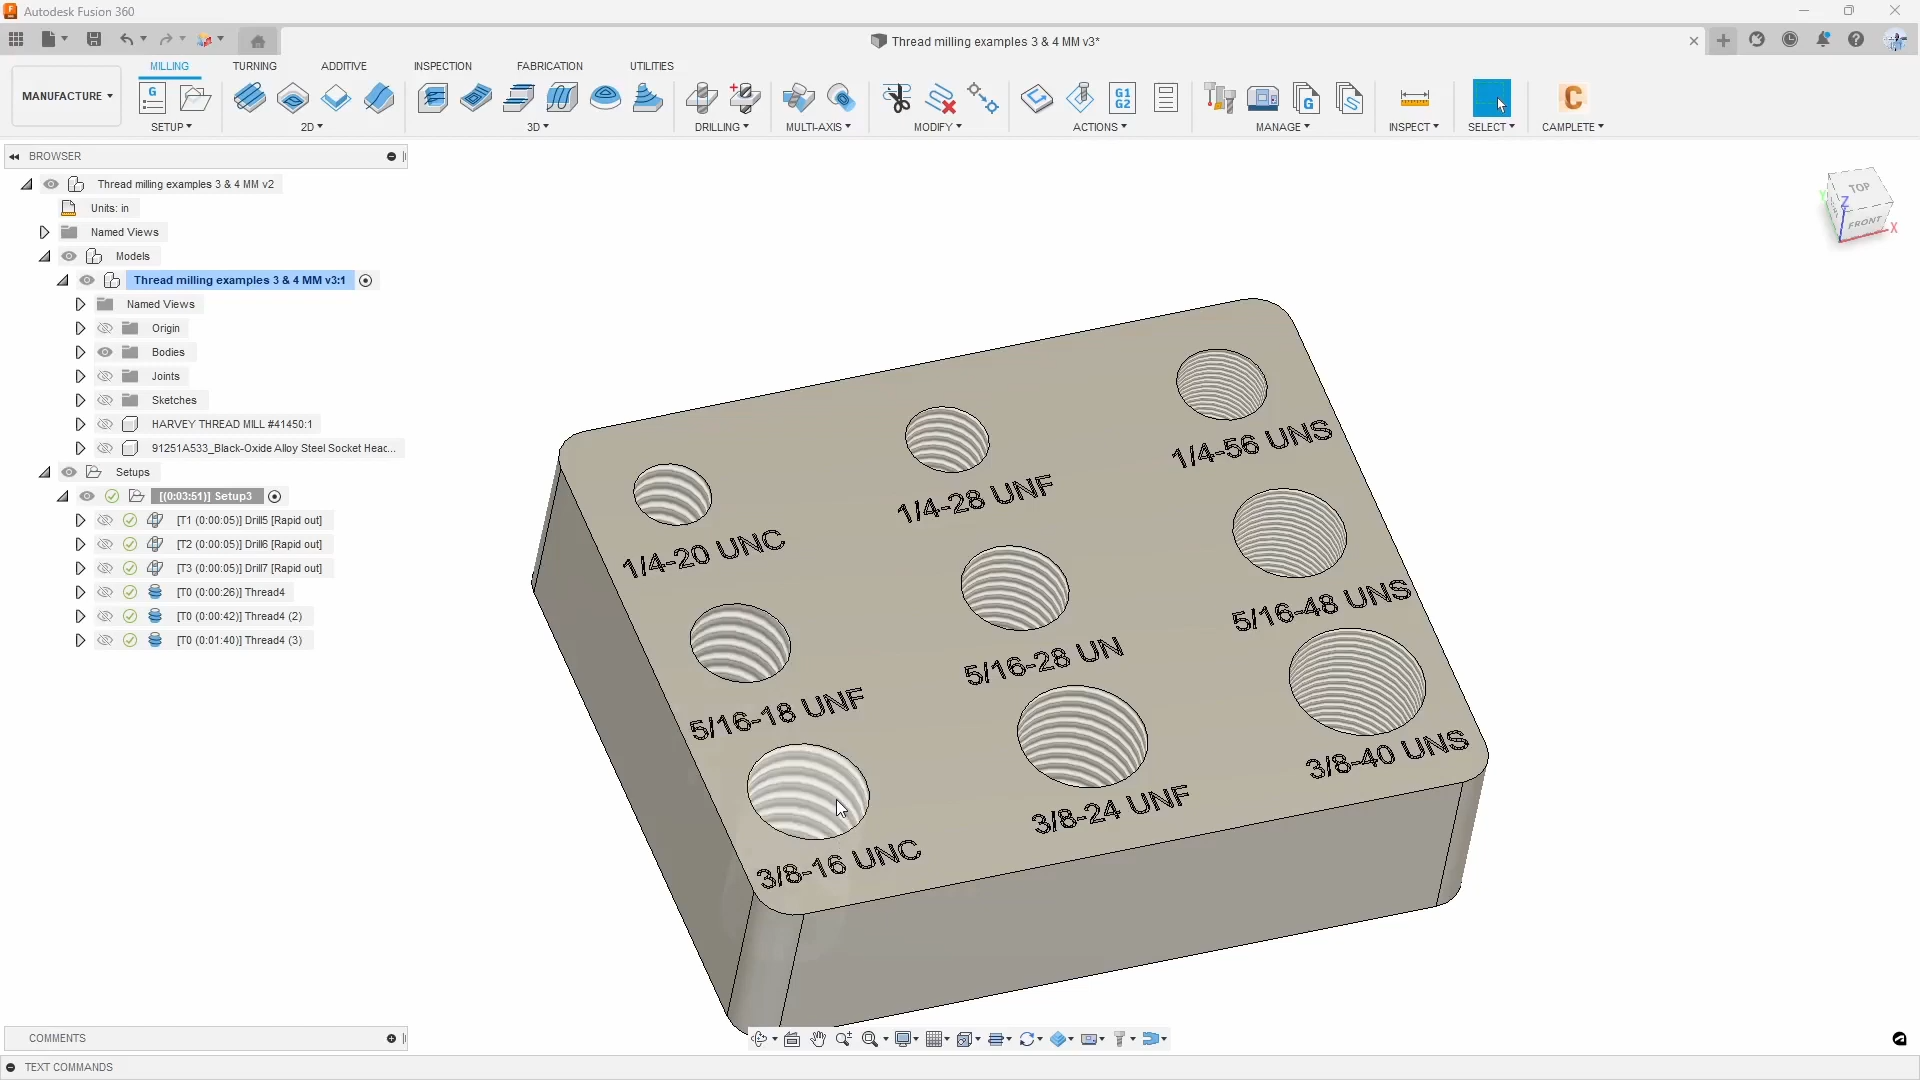 Autodesk Fusion 360
Thread milling examples 3 & 4 MM v3*
MILLING TURNING ADDITIVE INSPECTION FABRICATION UTILITIES
MANUFACTURE
G
G1
G2
G
C
SETUP 2D 3D DRILLING MULTI-AXIS MODIFY ACTIONS MANAGE INSPECT SELECT CAMPLETE
BROWSER
Thread milling examples 3 & 4 MM v2
Units: in
Named Views
Models
Thread milling examples 3 & 4 MM v3:1
Named Views
Origin
Bodies
Joints
Sketches
HARVEY THREAD MILL #41450:1
91251A533_Black-Oxide Alloy Steel Socket Heac...
Setups
[(0:03:51)] Setup3
[T1 (0:00:05)] Drill5 [Rapid out]
[T2 (0:00:05)] Drill6 [Rapid out]
[T3 (0:00:05)] Drill7 [Rapid out]
[T0 (0:00:26)] Thread4
[T0 (0:00:42)] Thread4 (2)
[T0 (0:01:40)] Thread4 (3)
TOP
FRONT
Z
X
Y
1/4-20 UNC
1/4-28 UNF
1/4-56 UNS
5/16-18 UNF
5/16-28 UN
5/16-48 UNS
3/8-16 UNC
3/8-24 UNF
3/8-40 UNS
COMMENTS
TEXT COMMANDS